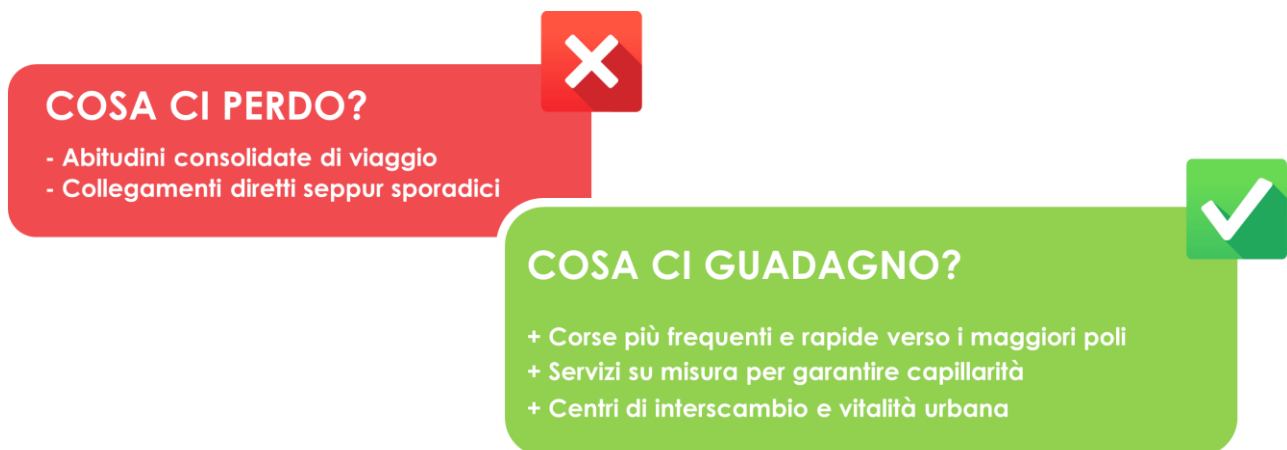 COSA CI PERDO?
- Abitudini consolidate di viaggio
- Collegamenti diretti seppur sporadici
COSA CI GUADAGNO?
+ Corse più frequenti e rapide verso i maggiori poli
+ Servizi su misura per garantire capillarità
+ Centri di interscambio e vitalità urbana